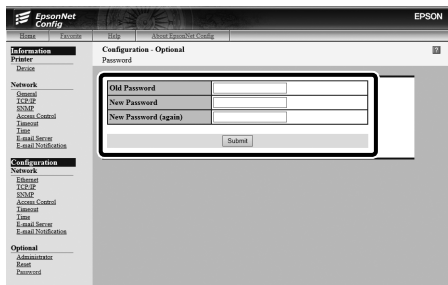 EpsonNet
Config
EPSON
Home Favorite Help About EpsonNet Config
Information
Printer
Device
Network
General
TCP/IP
SNMP
Access Control
Timeout
Time
E-mail Server
E-mail Notification
Configuration
Network
Ethernet
TCP/IP
SNMP
Access Control
Timeout
Time
E-mail Server
E-mail Notification
Optional
Administrator
Reset
Password
Configuration - Optional
Password
?
Old Password
New Password
New Password (again)
Submit